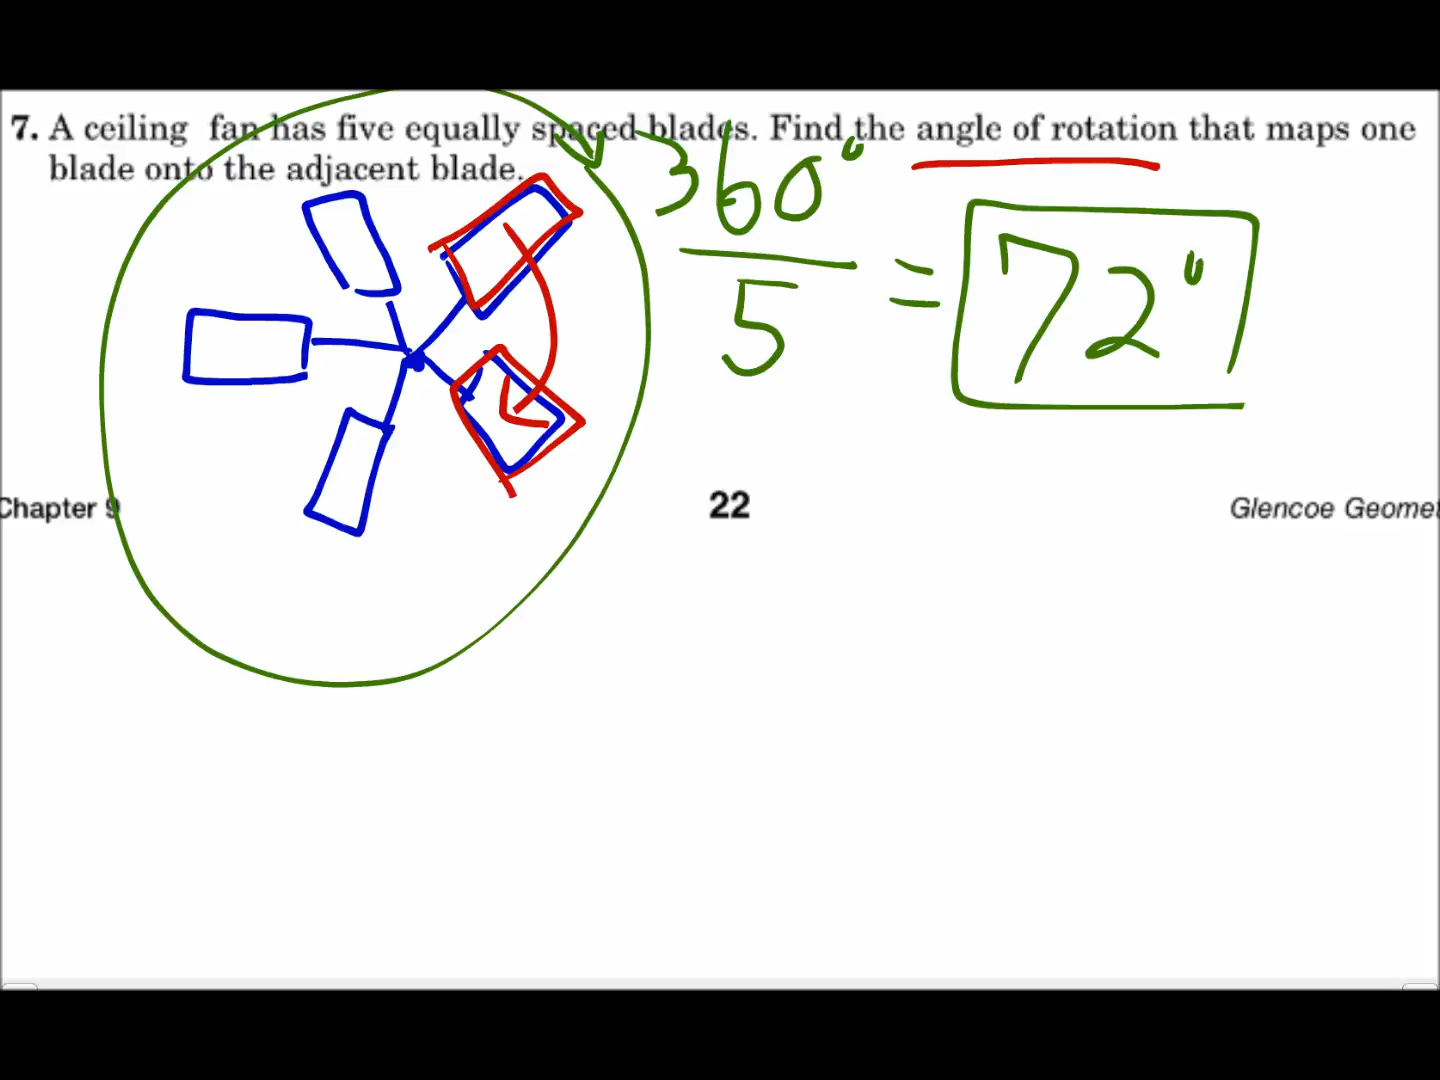 7. A ceiling fan has five equally spaced blades. Find the angle of rotation that maps one
blade onto the adjacent blade.
360°
5
= 72°
Chapter 9
22
Glencoe Geomet